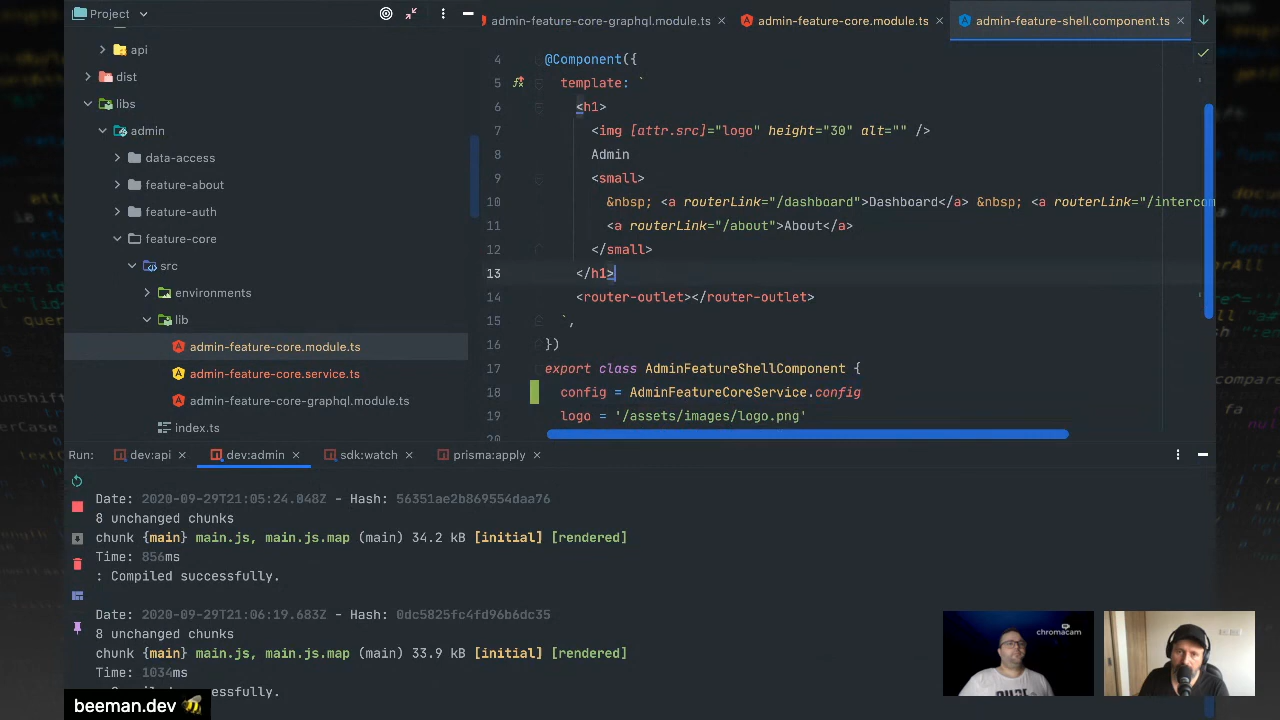 Project
admin-feature-core-graphql.module.ts
admin-feature-core.module.ts
admin-feature-shell.component.ts
api
dist
libs
admin
data-access
feature-about
feature-auth
feature-core
src
environments
lib
admin-feature-core.module.ts
admin-feature-core.service.ts
admin-feature-core-graphql.module.ts
index.ts
4 @Component({
5 template: `
6 <h1>
7 <img [attr.src]="logo" height="30" alt="" />
8 Admin
9 <small>
10 &nbsp; <a routerLink="/dashboard">Dashboard</a> &nbsp; <a routerLink="/intercom
11 <a routerLink="/about">About</a>
12 </small>
13 </h1>
14 <router-outlet></router-outlet>
15 `,
16 })
17 export class AdminFeatureShellComponent {
18 config = AdminFeatureCoreService.config
19 logo = '/assets/images/logo.png'
20
Run: dev:api dev:admin sdk:watch prisma:apply
Date: 2020-09-29T21:05:24.048Z - Hash: 56351ae2b869554daa76
8 unchanged chunks
chunk {main} main.js, main.js.map (main) 34.2 kB [initial] [rendered]
Time: 856ms
: Compiled successfully.
Date: 2020-09-29T21:06:19.683Z - Hash: 0dc5825fc4fd96b6dc35
8 unchanged chunks
chunk {main} main.js, main.js.map (main) 33.9 kB [initial] [rendered]
Time: 1034ms
: Compiled successfully.
chromacam
beeman.dev